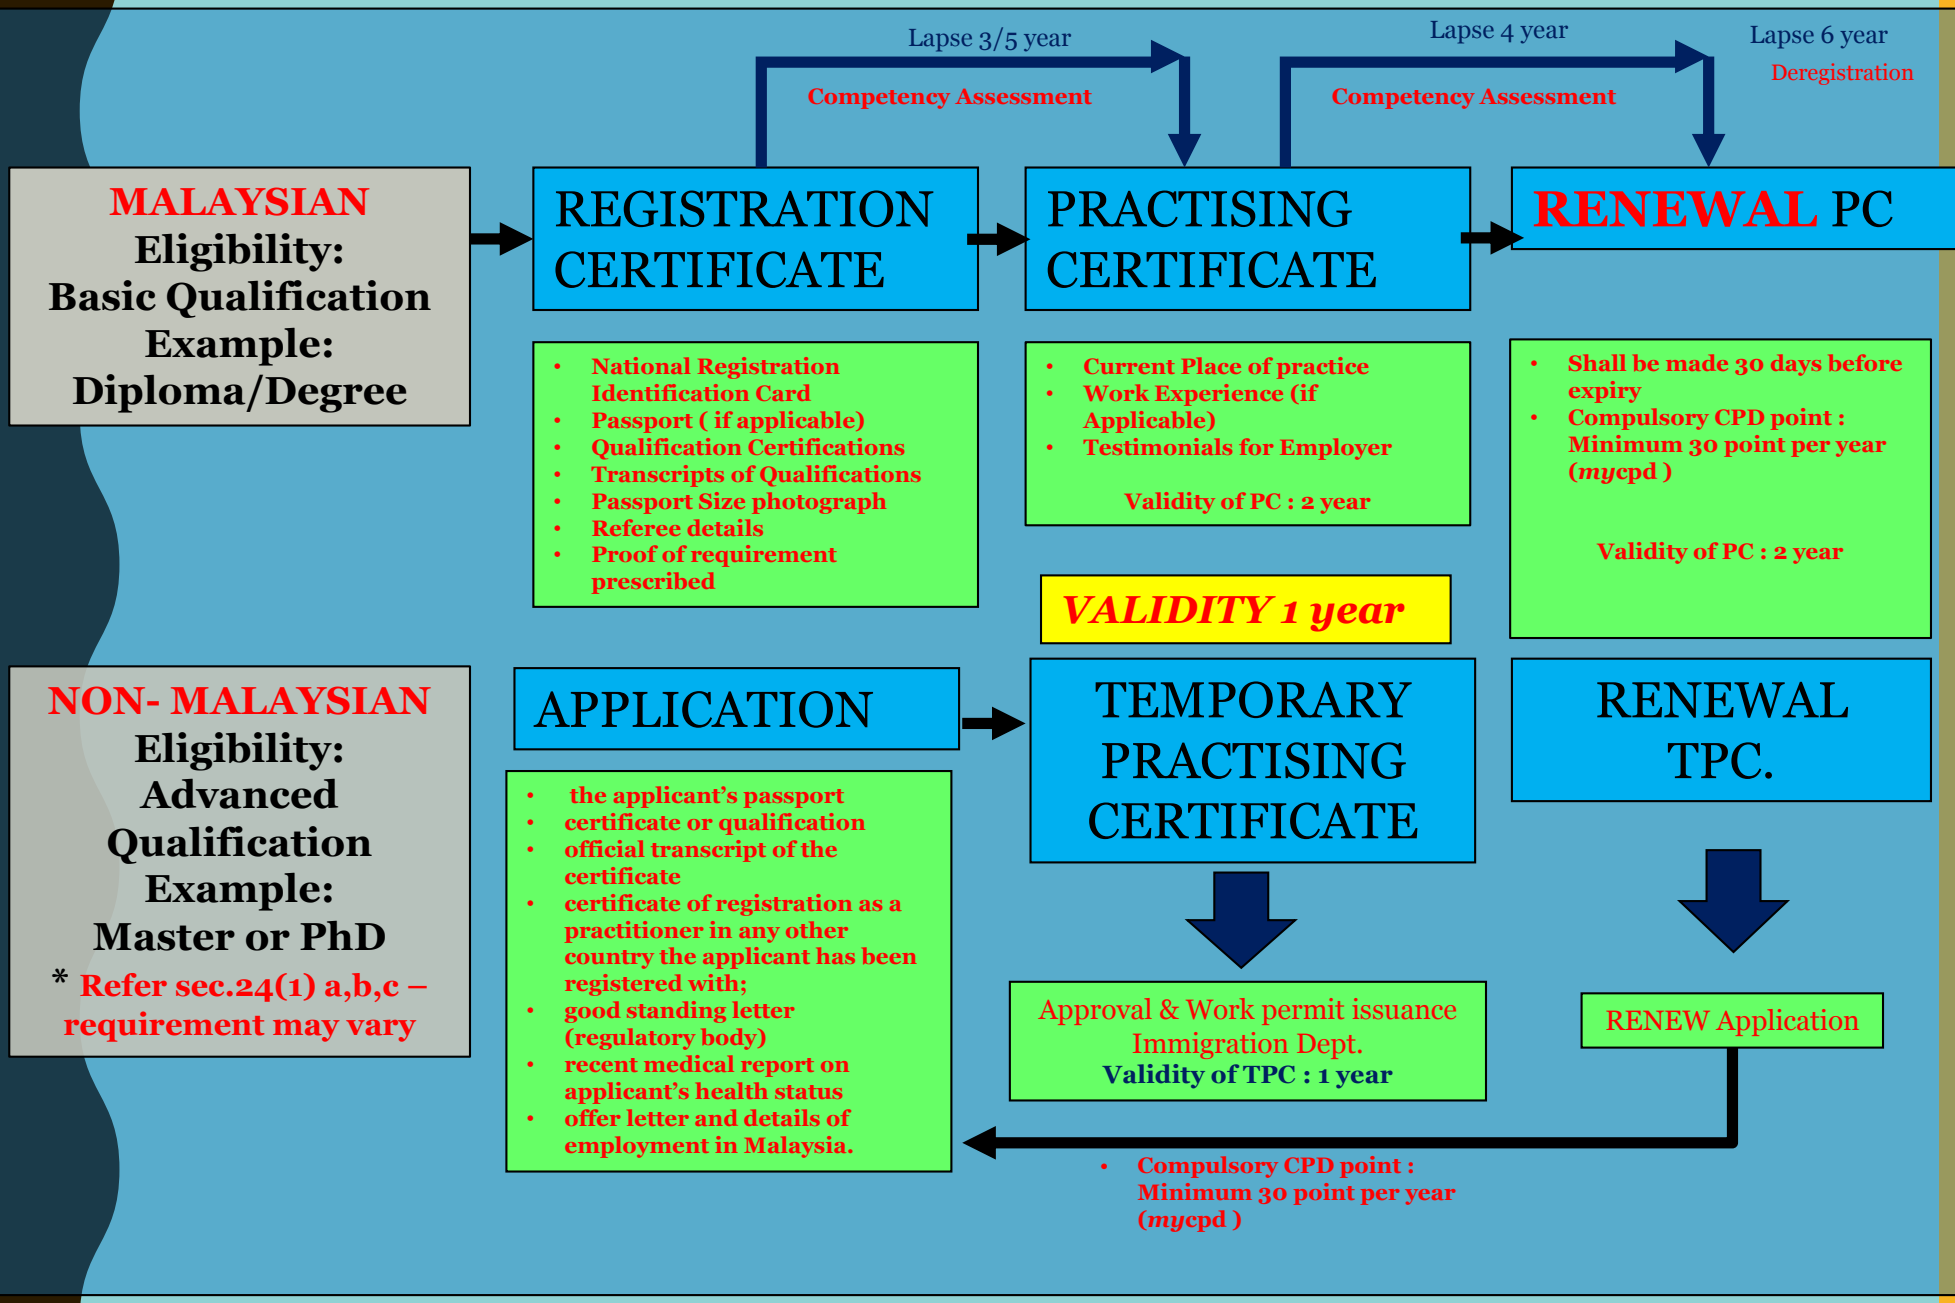 Lapse 3/5 year
Competency Assessment
Lapse 4 year
Competency Assessment
Lapse 6 year
Deregistration
MALAYSIAN
Eligibility:
Basic Qualification
Example:
Diploma/Degree
REGISTRATION
CERTIFICATE
PRACTISING
CERTIFICATE
RENEWAL PC
• National Registration
Identification Card
• Passport ( if applicable)
• Qualification Certifications
• Transcripts of Qualifications
• Passport Size photograph
• Referee details
• Proof of requirement
prescribed
• Current Place of practice
• Work Experience (if
Applicable)
• Testimonials for Employer
Validity of PC : 2 year
• Shall be made 30 days before
expiry
• Compulsory CPD point :
Minimum 30 point per year
(mycpd )
Validity of PC : 2 year
VALIDITY 1 year
NON- MALAYSIAN
Eligibility:
Advanced
Qualification
Example:
Master or PhD
* Refer sec.24(1) a,b,c –
requirement may vary
APPLICATION
• the applicant’s passport
• certificate or qualification
• official transcript of the
certificate
• certificate of registration as a
practitioner in any other
country the applicant has been
registered with;
• good standing letter
(regulatory body)
• recent medical report on
applicant’s health status
• offer letter and details of
employment in Malaysia.
TEMPORARY
PRACTISING
CERTIFICATE
Approval & Work permit issuance
Immigration Dept.
Validity of TPC : 1 year
RENEWAL
TPC.
RENEW Application
• Compulsory CPD point :
Minimum 30 point per year
(mycpd )